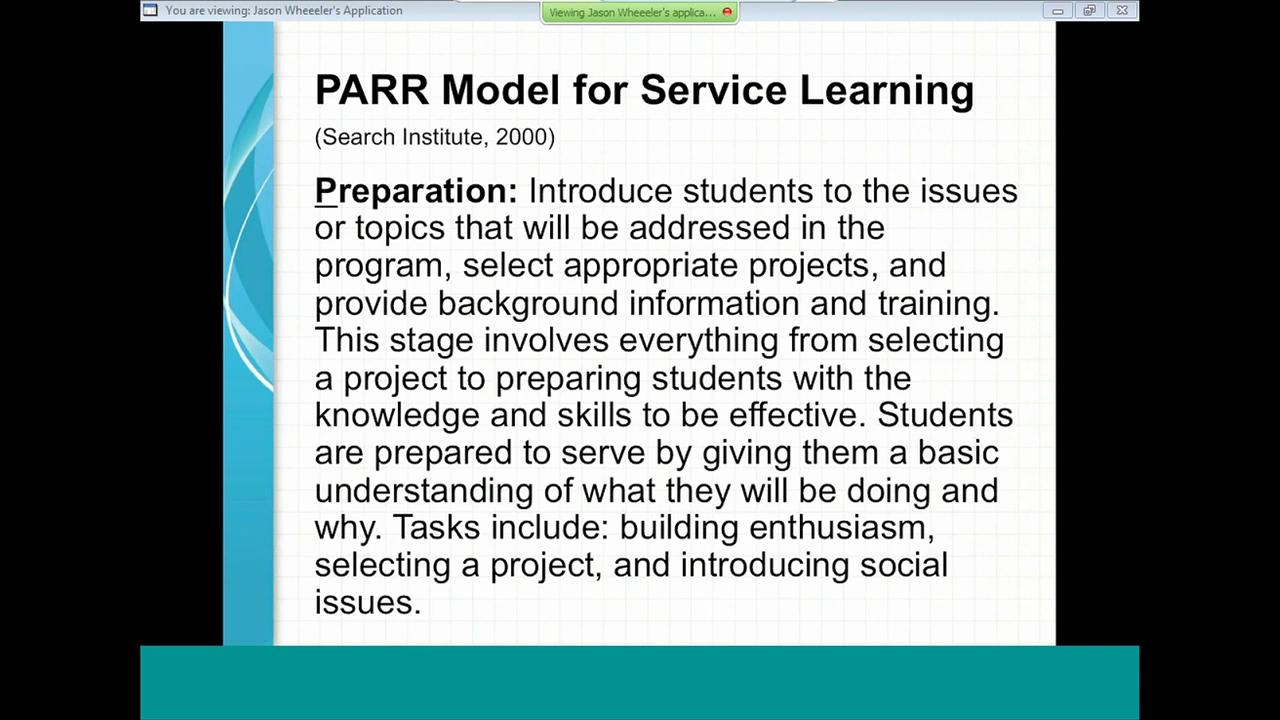 You are viewing: Jason Wheeeler's Application
Viewing Jason Wheeeler's applica...
PARR Model for Service Learning
(Search Institute, 2000)
Preparation: Introduce students to the issues
or topics that will be addressed in the
program, select appropriate projects, and
provide background information and training.
This stage involves everything from selecting
a project to preparing students with the
knowledge and skills to be effective. Students
are prepared to serve by giving them a basic
understanding of what they will be doing and
why. Tasks include: building enthusiasm,
selecting a project, and introducing social
issues.